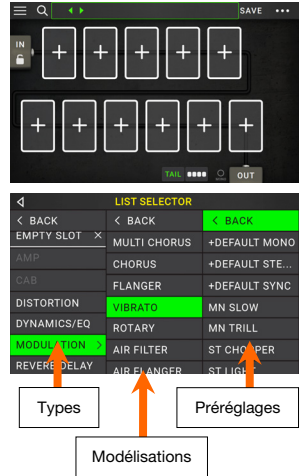 SAVE
IN
TAIL
OUT
LIST SELECTOR
< BACK < BACK < BACK
EMPTY SLOT × MULTI CHORUS +DEFAULT MONO
AMP CHORUS +DEFAULT STE...
CAB FLANGER +DEFAULT SYNC
DISTORTION VIBRATO MN SLOW
DYNAMICS/EQ ROTARY MN TRILL
MODULATION > AIR FILTER ST CHOPPER
REVERB/DELAY AIR FLANGER ST LIGHT
Types Préréglages
Modélisations